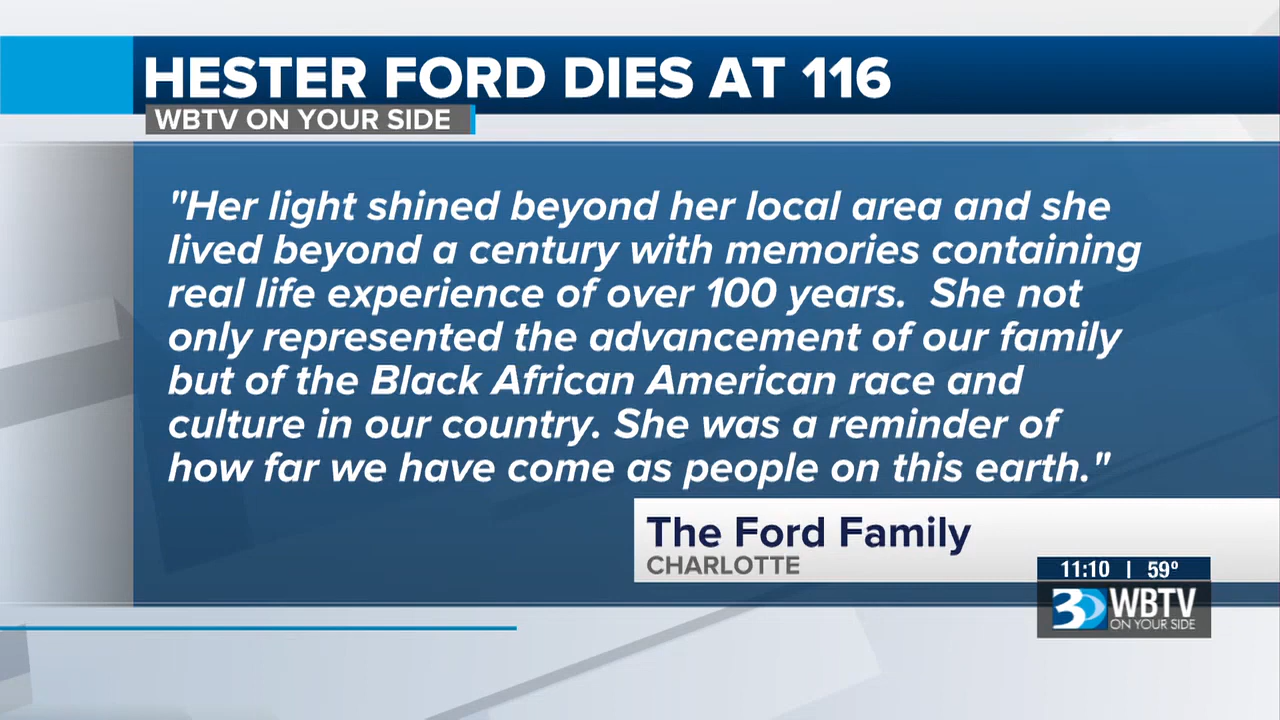 HESTER FORD DIES AT 116
WBTV ON YOUR SIDE
"Her light shined beyond her local area and she
lived beyond a century with memories containing
real life experience of over 100 years.  She not
only represented the advancement of our family
but of the Black African American race and
culture in our country. She was a reminder of
how far we have come as people on this earth."
The Ford Family
CHARLOTTE
11:10 | 59º
3 WBTV
ON YOUR SIDE